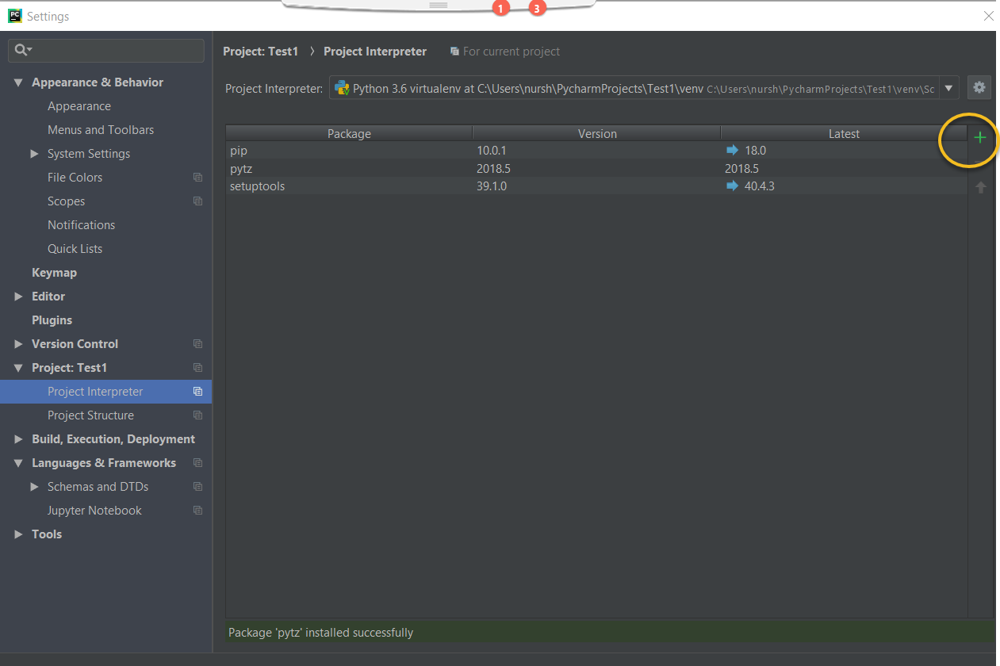 1 3
PC Settings
Project: Test1 › Project Interpreter For current project
Project Interpreter: Python 3.6 virtualenv at C:\Users\nursh\PycharmProjects\Test1\venv C:\Users\nursh\PycharmProjects\Test1\venv\Sc
Appearance & Behavior
Appearance
Menus and Toolbars
System Settings
File Colors
Scopes
Notifications
Quick Lists
Keymap
Editor
Plugins
Version Control
Project: Test1
Project Interpreter
Project Structure
Build, Execution, Deployment
Languages & Frameworks
Schemas and DTDs
Jupyter Notebook
Tools
Package Version Latest
pip 10.0.1 18.0
pytz 2018.5 2018.5
setuptools 39.1.0 40.4.3
Package 'pytz' installed successfully